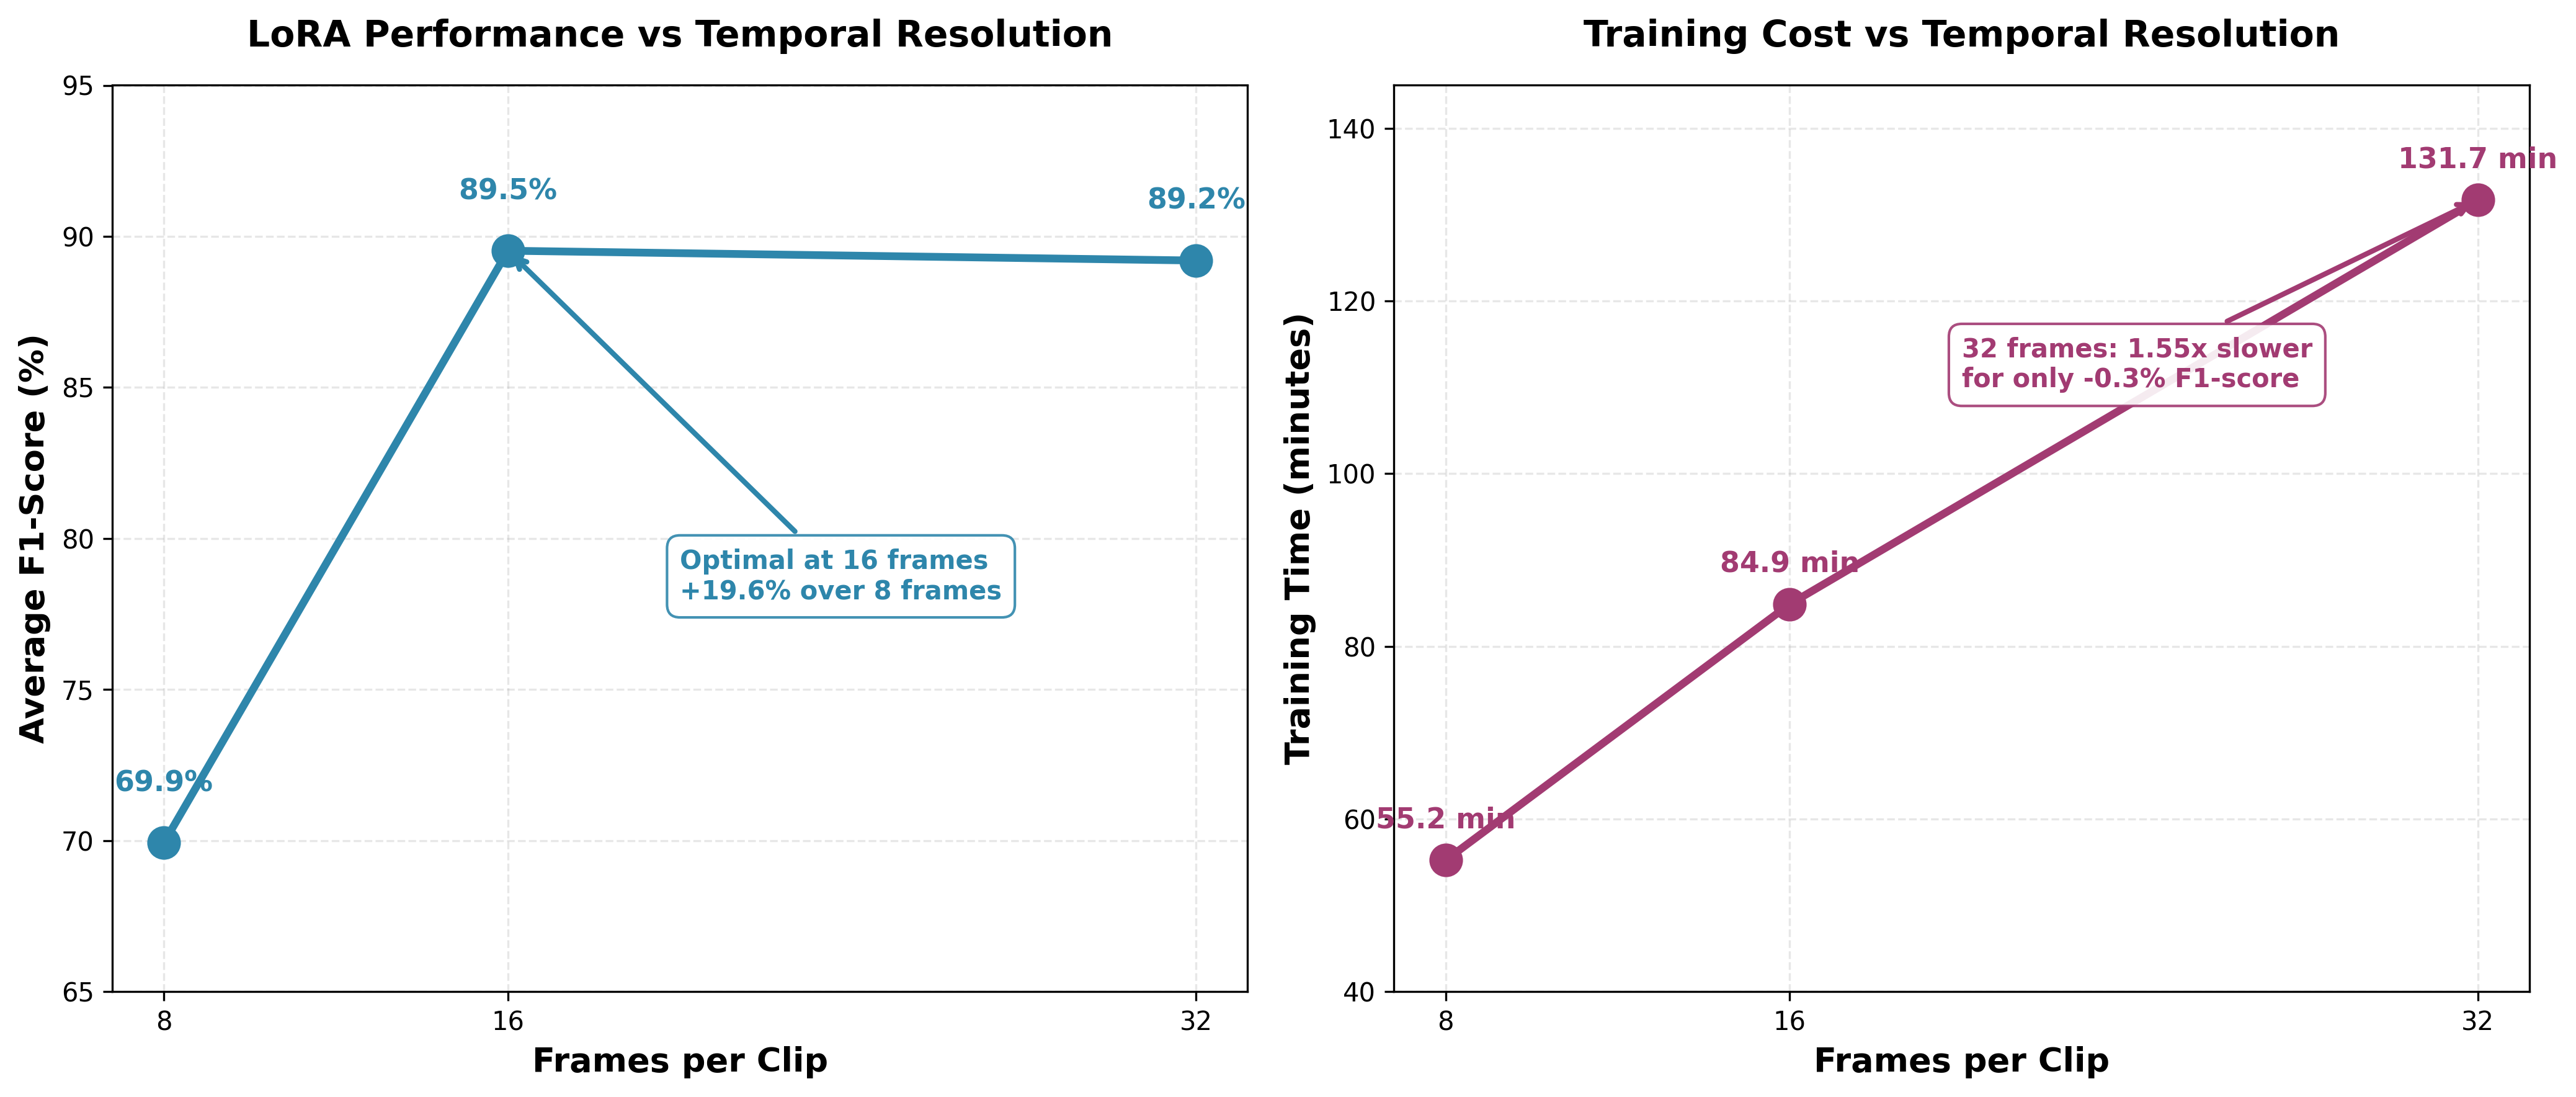 LoRA Performance vs Temporal Resolution
95
90
85
80
75
70
65
Average F1-Score (%)
69.9%
89.5%
89.2%
Optimal at 16 frames
+19.6% over 8 frames
8
16
32
Frames per Clip
Training Cost vs Temporal Resolution
140
120
100
80
60
40
Training Time (minutes)
55.2 min
84.9 min
131.7 min
32 frames: 1.55x slower
for only -0.3% F1-score
8
16
32
Frames per Clip